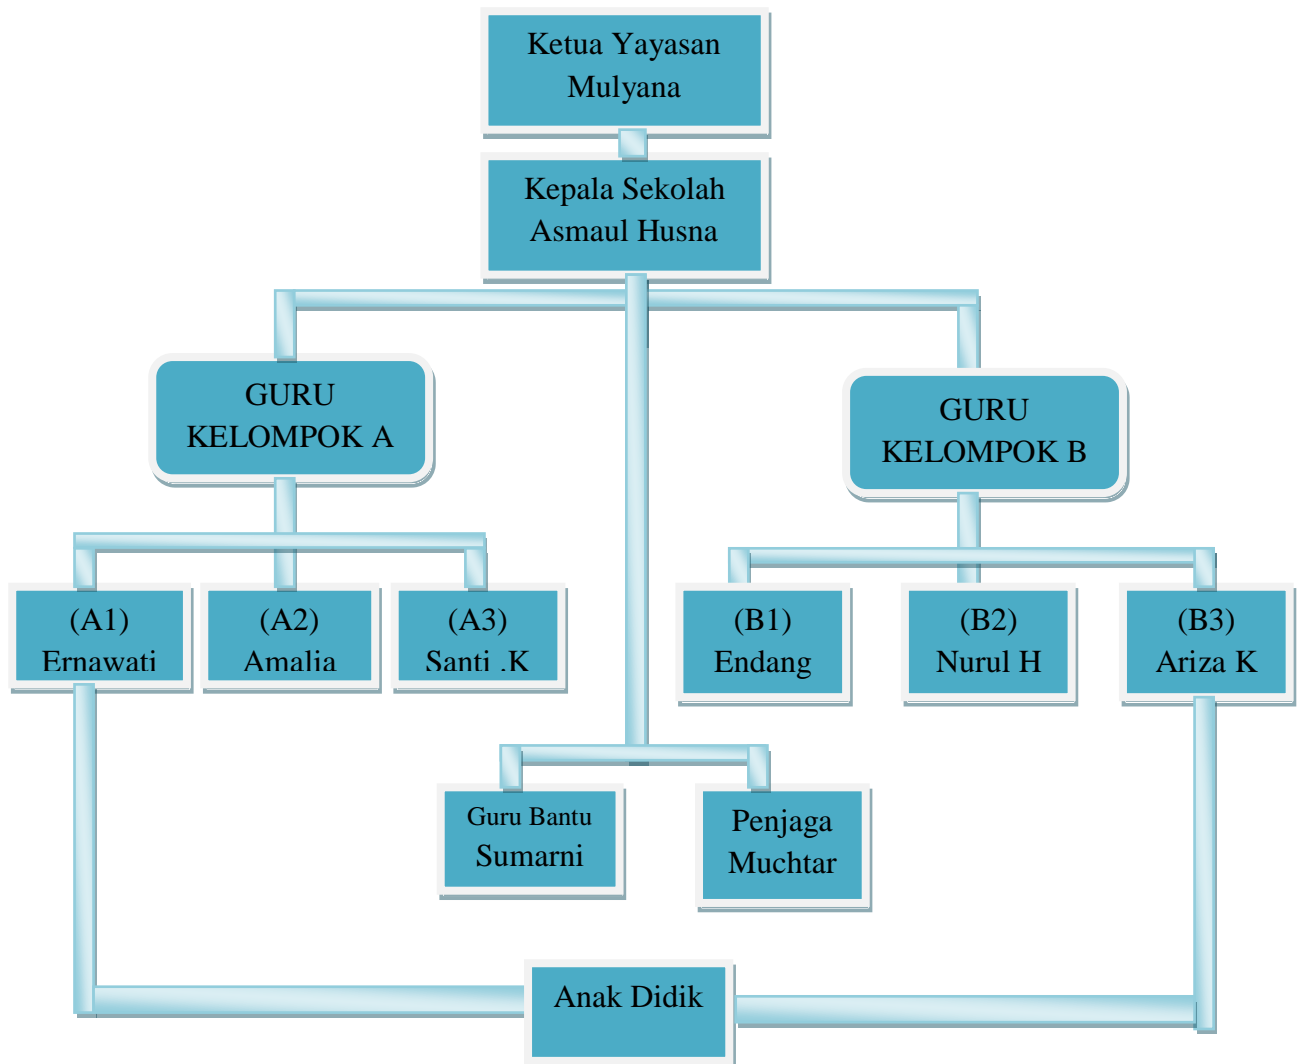 Ketua Yayasan
Mulyana
Kepala Sekolah
Asmaul Husna
GURU
KELOMPOK A
GURU
KELOMPOK B
(A1)
Ernawati
(A2)
Amalia
(A3)
Santi .K
(B1)
Endang
(B2)
Nurul H
(B3)
Ariza K
Guru Bantu
Sumarni
Penjaga
Muchtar
Anak Didik